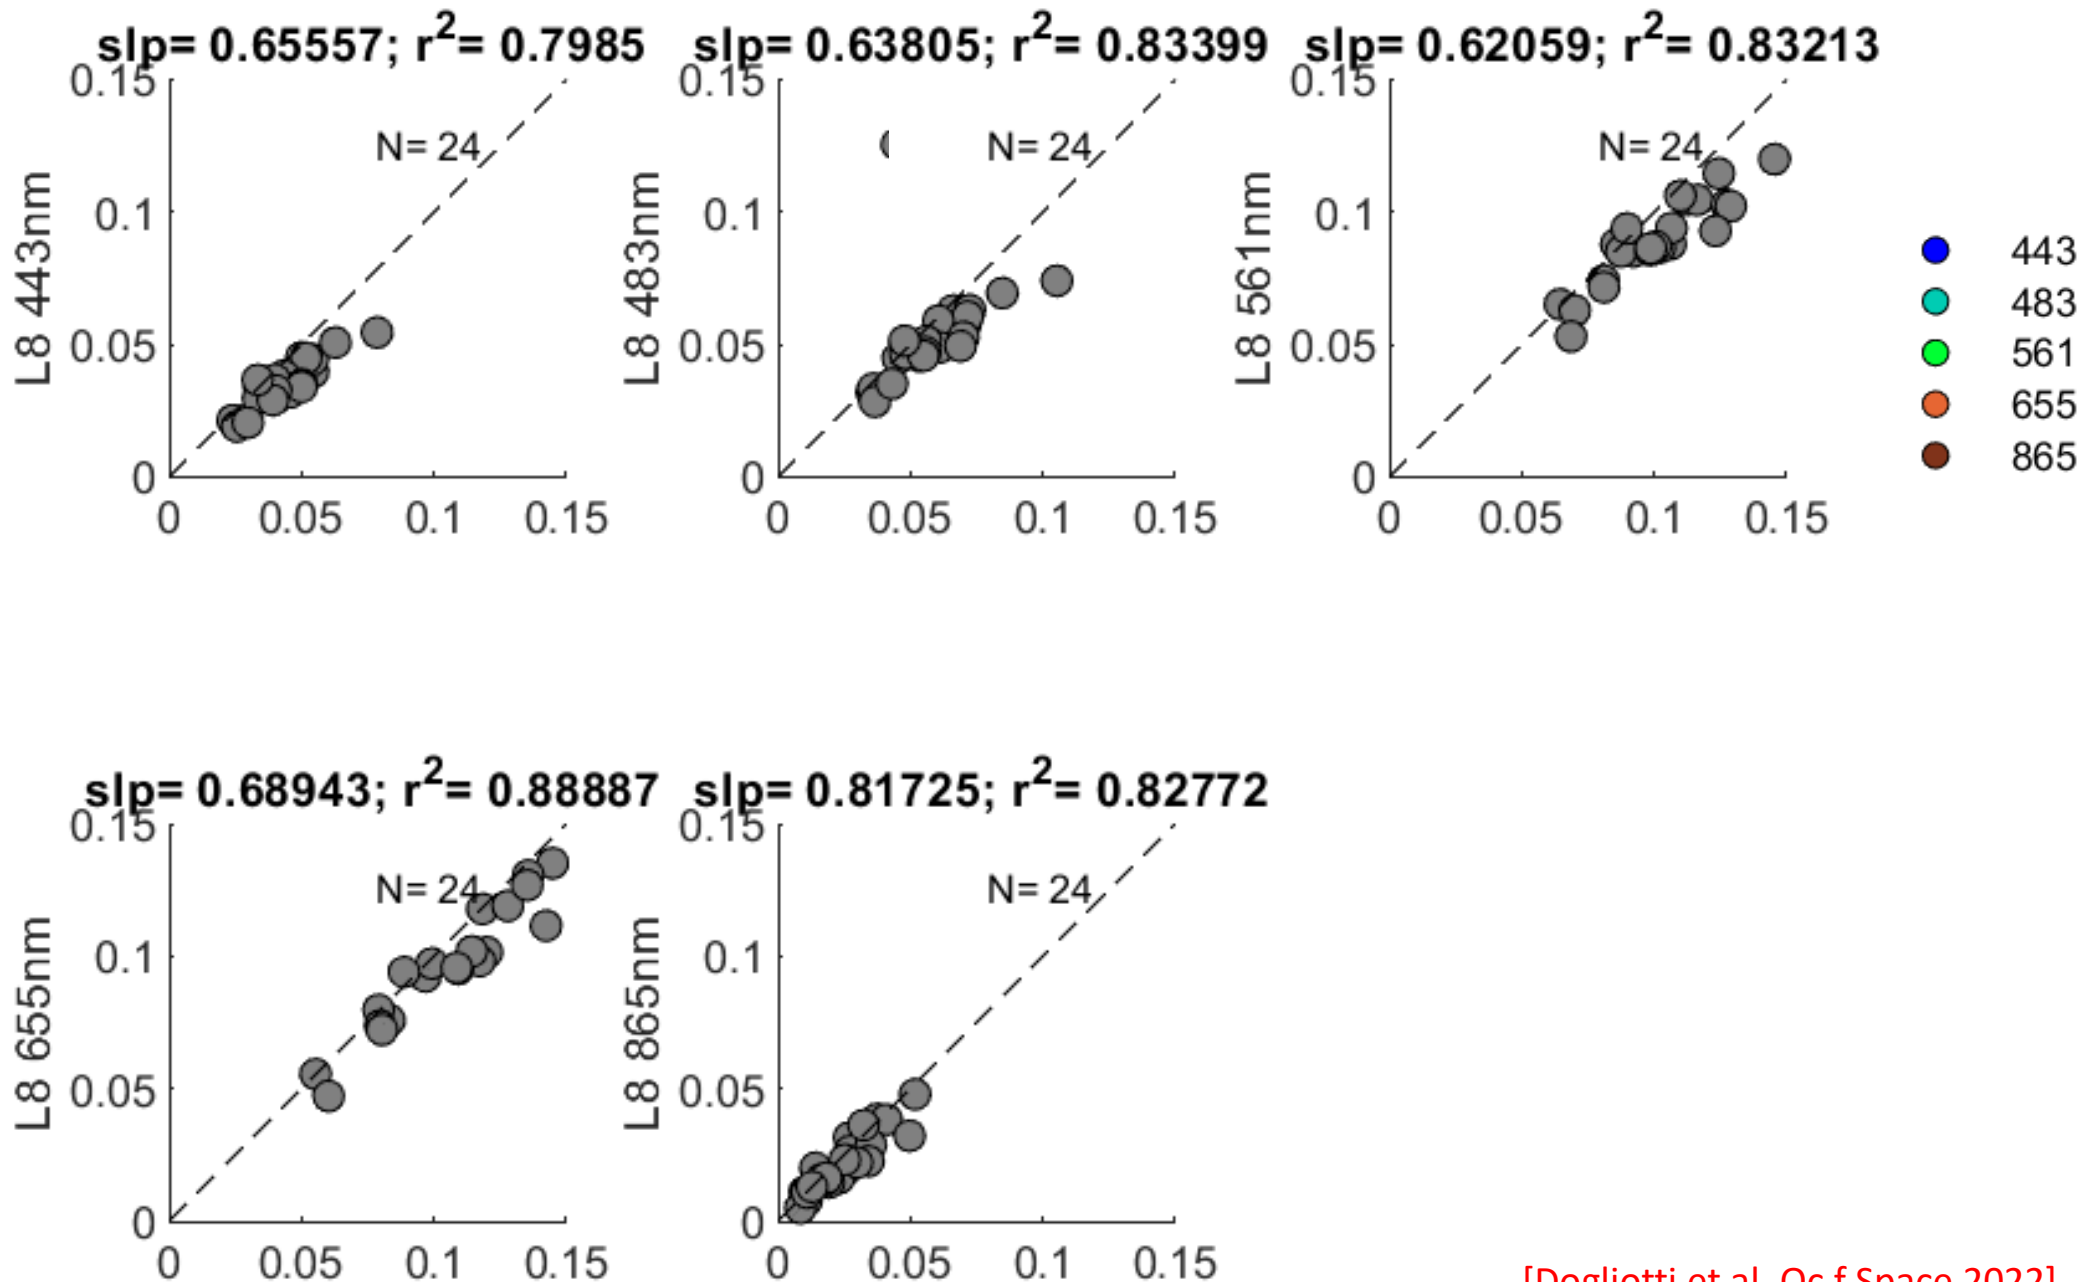 slp= 0.65557; r2= 0.7985
slp= 0.63805; r2= 0.83399
slp= 0.62059; r2= 0.83213
0.15
N= 24
0.1
L8 443nm
0.05
0
0 0.05 0.1 0.15
0.15
N= 24
0.1
L8 483nm
0.05
0
0 0.05 0.1 0.15
0.15
N= 24
0.1
L8 561nm
0.05
0
0 0.05 0.1 0.15
443
483
561
655
865
slp= 0.68943; r2= 0.88887
slp= 0.81725; r2= 0.82772
0.15
N= 24
0.1
L8 655nm
0.05
0
0 0.05 0.1 0.15
0.15
N= 24
0.1
L8 865nm
0.05
0
0 0.05 0.1 0.15
[Dogliotti et al. Oc f Space 2022]